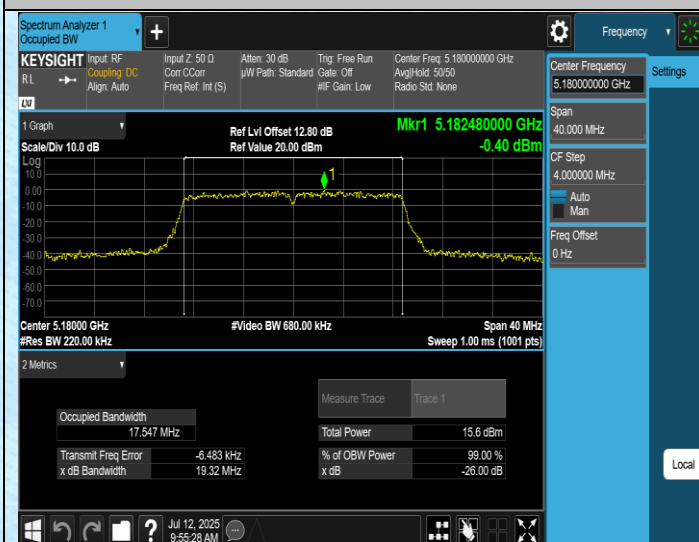 Spectrum Analyzer 1
Occupied BW
+
Frequency
KEYSIGHT
RL
LXI
Input: RF
Coupling: DC
Align: Auto
Input Z: 50 Ω
Corr CCorr
Freq Ref: Int (S)
Atten: 30 dB
µW Path: Standard
Trig: Free Run
Gate: Off
#IF Gain: Low
Center Freq: 5.180000000 GHz
Avg|Hold: 50/50
Radio Std: None
Center Frequency
5.180000000 GHz
Settings
Span
40.000 MHz
CF Step
4.000000 MHz
Auto
Man
Freq Offset
0 Hz
Local
1 Graph
Scale/Div 10.0 dB
Ref Lvl Offset 12.80 dB
Ref Value 20.00 dBm
Mkr1 5.182480000 GHz
-0.40 dBm
Log
10.0
0.00
-10.0
-20.0
-30.0
-40.0
-50.0
-60.0
-70.0
1
Center 5.18000 GHz
#Res BW 220.00 kHz
#Video BW 680.00 kHz
Span 40 MHz
Sweep 1.00 ms (1001 pts)
2 Metrics
Measure Trace Trace 1
Occupied Bandwidth
17.547 MHz
Total Power 15.6 dBm
Transmit Freq Error -6.483 kHz
% of OBW Power 99.00 %
x dB Bandwidth 19.32 MHz
x dB -26.00 dB
?
Jul 12, 2025
9:55:28 AM